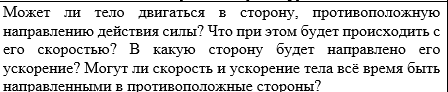 Может ли тело двигаться в сторону, противоположную
направлению действия силы? Что при этом будет происходить с
его скоростью? В какую сторону будет направлено его
ускорение? Могут ли скорость и ускорение тела всё время быть
направленными в противоположные стороны?